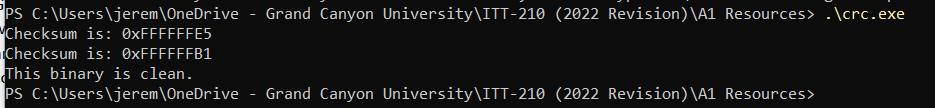 PS C:\Users\jerem\OneDrive - Grand Canyon University\ITT-210 (2022 Revision)\A1 Resources> .\crc.exe
Checksum is: 0xFFFFFFE5
Checksum is: 0xFFFFFFB1
This binary is clean.
PS C:\Users\jerem\OneDrive - Grand Canyon University\ITT-210 (2022 Revision)\A1 Resources>